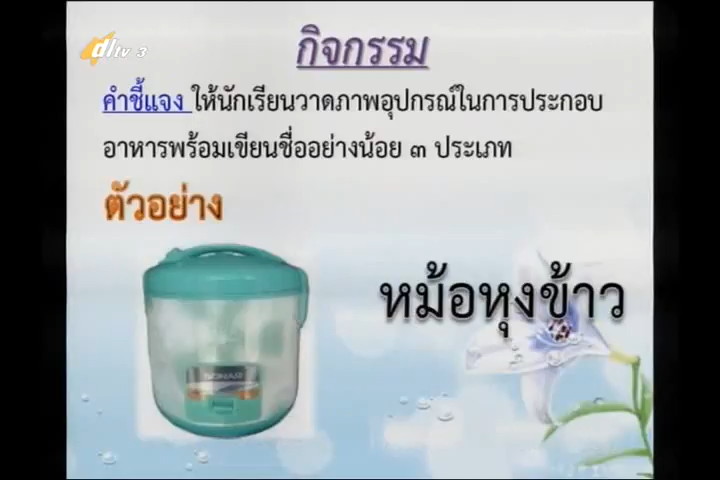 dltv 3
กิจกรรม
คำชี้แจง ให้นักเรียนวาดภาพอุปกรณ์ในการประกอบ
อาหารพร้อมเขียนชื่ออย่างน้อย ๓ ประเภท
ตัวอย่าง
หม้อหุงข้าว